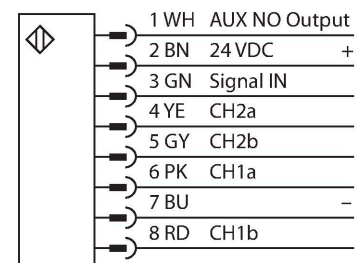 1 WH AUX NO Output
2 BN 24 VDC +
3 GN Signal IN
4 YE CH2a
5 GY CH2b
6 PK CH1a
7 BU –
8 RD CH1b